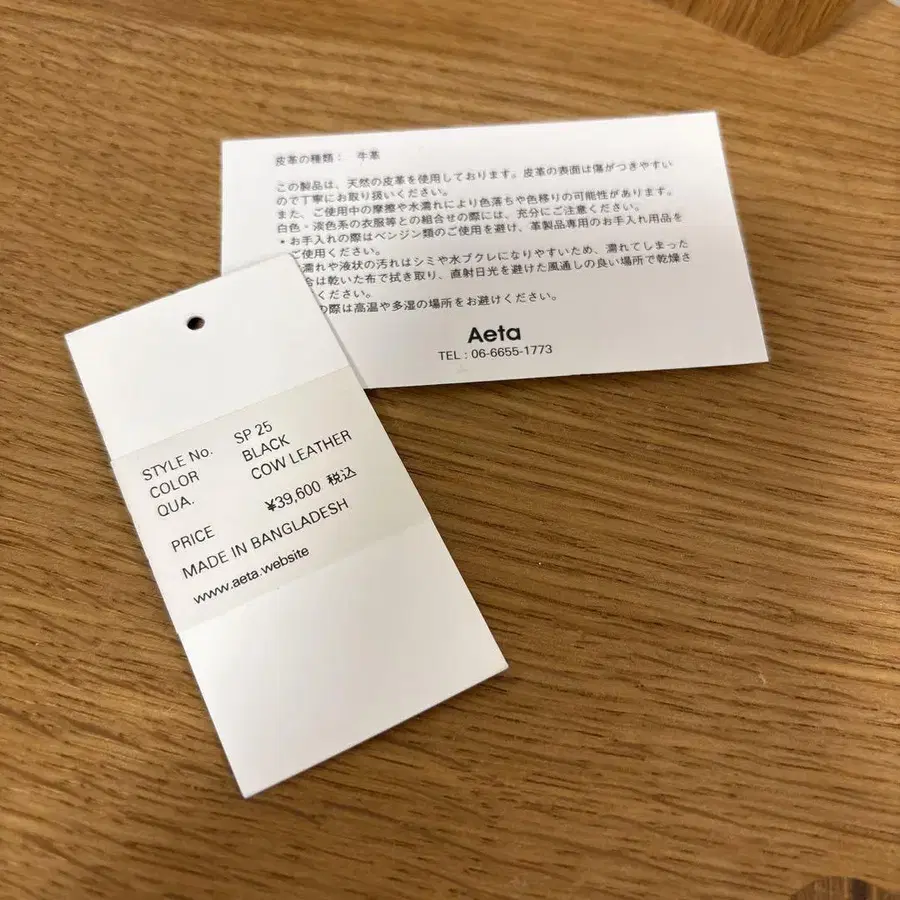 皮革の種類： 牛革
この製品は、天然の皮革を使用しております。皮革の表面は傷がつきやすい
ので丁寧にお取り扱いください。
また、ご使用中の摩擦や水濡れにより色落ちや色移りの可能性があります。
白色・淡色系の衣服等との組合せの際には、充分にご注意ください。
・お手入れの際はベンジン類のご使用を避け、革製品専用のお手入れ用品を
ご使用ください。
濡れや液状の汚れはシミや水ブクレになりやすいため、濡れてしまった
合は乾いた布で拭き取り、直射日光を避けた風通しの良い場所で乾燥さ
ください。
の際は高温や多湿の場所をお避けください。
Aeta
TEL : 06-6655-1773
STYLE No. SP 25
COLOR BLACK
QUA. COW LEATHER
PRICE ¥39,600 税込
MADE IN BANGLADESH
www.aeta.website